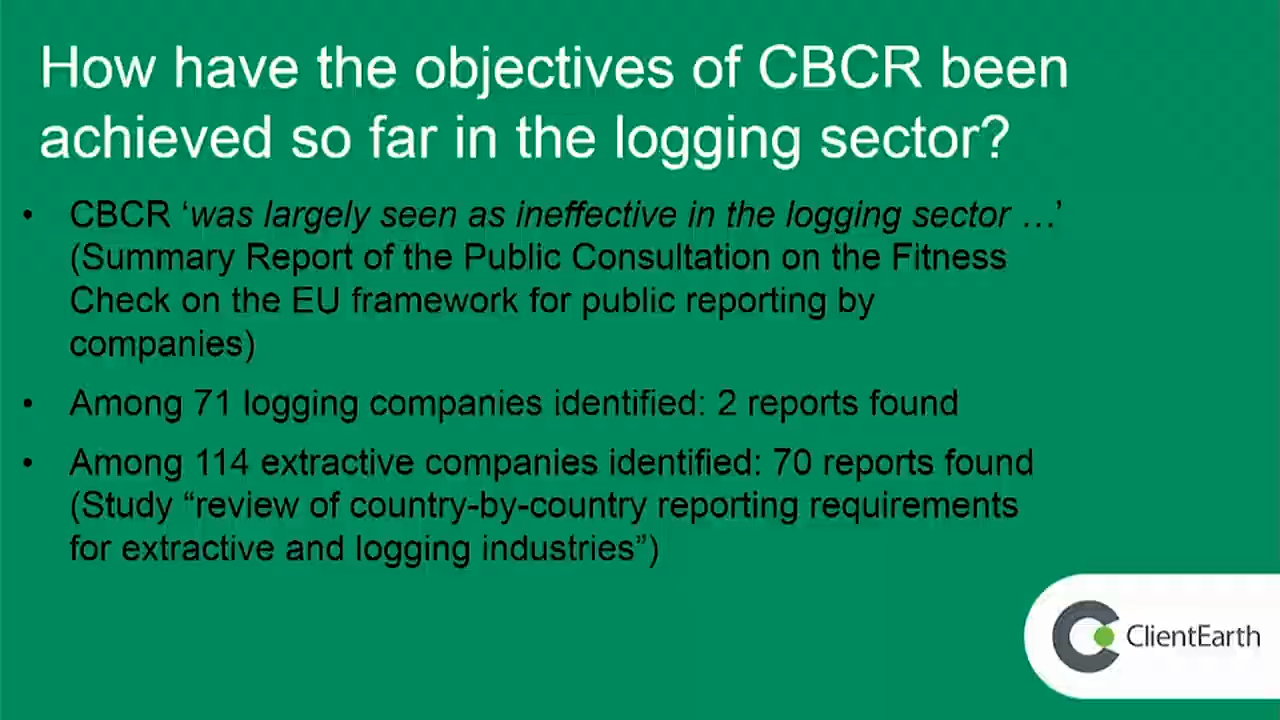 How have the objectives of CBCR been
achieved so far in the logging sector?
• CBCR ‘was largely seen as ineffective in the logging sector …’
(Summary Report of the Public Consultation on the Fitness
Check on the EU framework for public reporting by
companies)
• Among 71 logging companies identified: 2 reports found
• Among 114 extractive companies identified: 70 reports found
(Study “review of country-by-country reporting requirements
for extractive and logging industries”)
ClientEarth